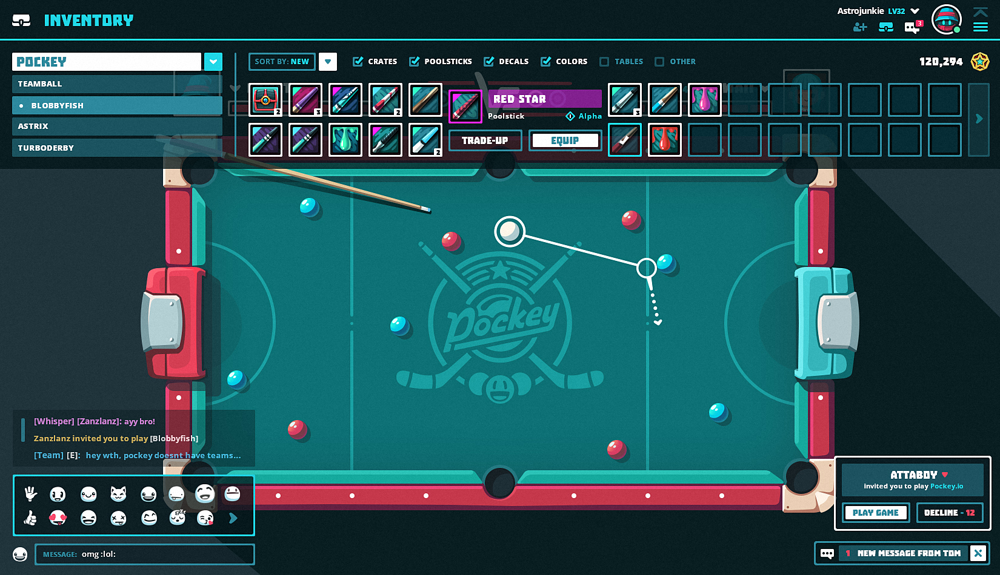 INVENTORY
Astrojunkie LV32
3
POCKEY
TEAMBALL
BLOBBYFISH
ASTRIX
TURBODERBY
SORT BY: NEW
CRATES
POOLSTICKS
DECALS
COLORS
TABLES
OTHER
120,294
2
3
2
RED STAR
Poolstick
Alpha
3
2
TRADE-UP
EQUIP
Pockey
[Whisper] [Zanzlanz]: ayy bro!
Zanzlanz invited you to play [Blobbyfish]
[Team] [E]: hey wth, pockey doesnt have teams...
MESSAGE: omg :lol:
ATTABOY
invited you to play Pockey.io
PLAY GAME
DECLINE - 12
1 NEW MESSAGE FROM TOM